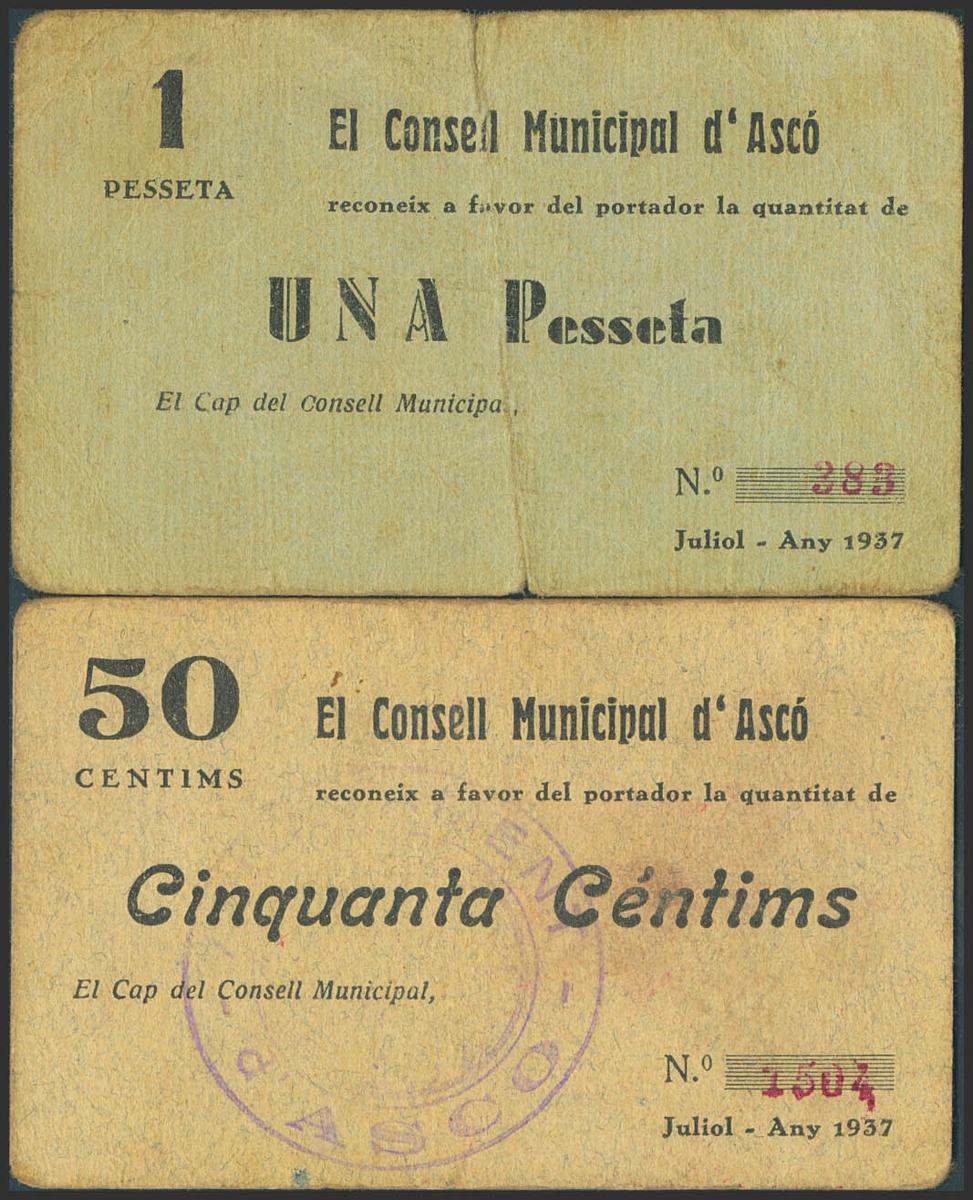 1
PESSETA
El Consell Municipal d'Ascó
reconeix a favor del portador la quantitat de
UNA Pesseta
El Cap del Consell Municipal,
N.º 383
Juliol - Any 1937
50
CENTIMS
El Consell Municipal d'Ascó
reconeix a favor del portador la quantitat de
Cinquanta Céntims
El Cap del Consell Municipal,
N.º 1504
Juliol - Any 1937
D'ASCO